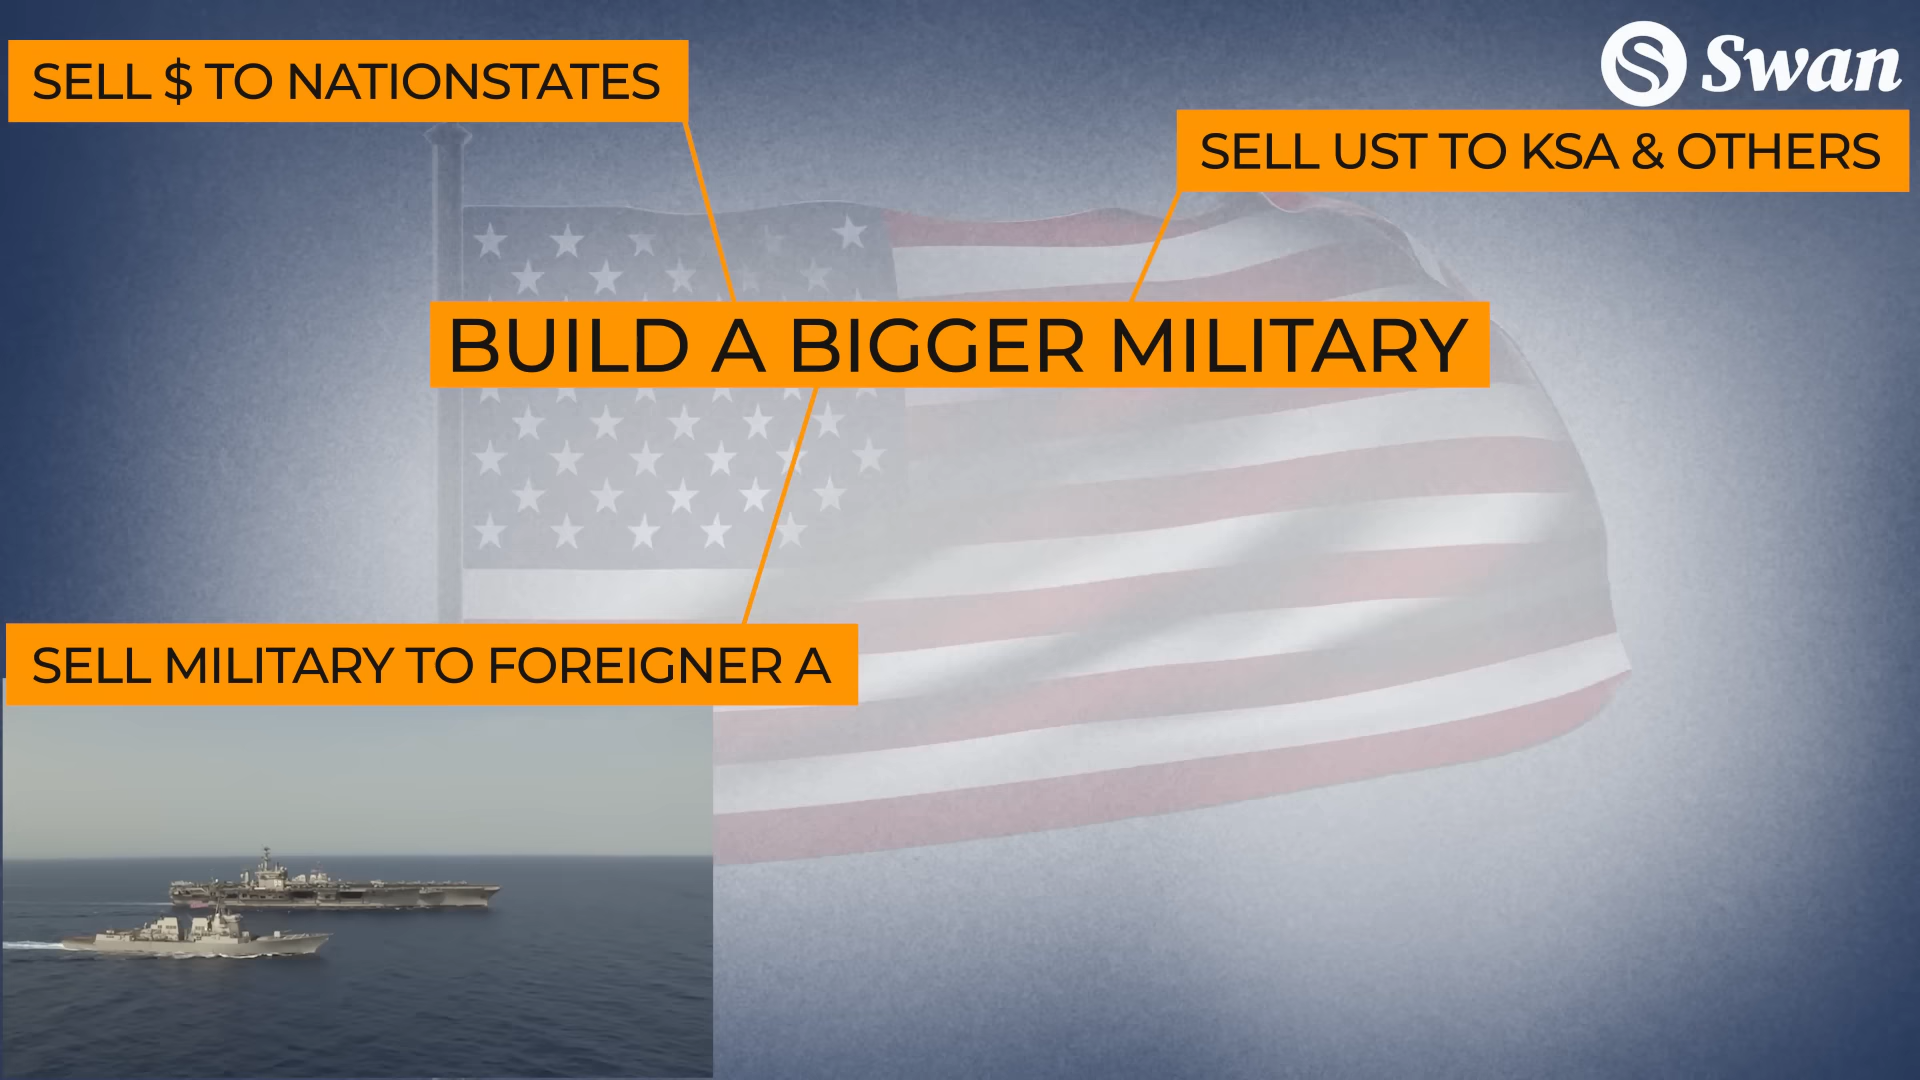 SELL $ TO NATIONSTATES
Swan
SELL UST TO KSA & OTHERS
BUILD A BIGGER MILITARY
SELL MILITARY TO FOREIGNER A